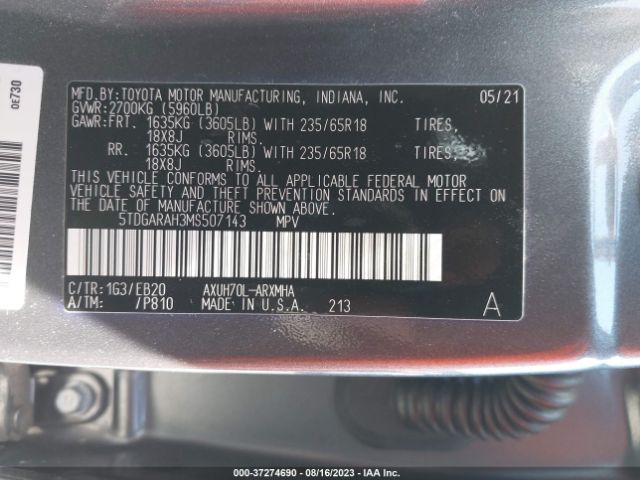 0E730
MFD.BY:TOYOTA MOTOR MANUFACTURING, INDIANA, INC. 05/21
GVWR:2700KG (5960LB)
GAWR:FRT. 1635KG (3605LB) WITH 235/65R18 TIRES,
18X8J RIMS.
RR. 1635KG (3605LB) WITH 235/65R18 TIRES,
18X8J RIMS.
THIS VEHICLE CONFORMS TO ALL APPLICABLE FEDERAL MOTOR
VEHICLE SAFETY AND THEFT PREVENTION STANDARDS IN EFFECT ON
THE DATE OF MANUFACTURE SHOWN ABOVE.
5TDGARAH3MS507143 MPV
C/TR:1G3/EB20 AXUH70L-ARXMHA
A/TM: /P810 MADE IN U.S.A. 213 A
000-37274690 - 08/16/2023 - IAA Inc.